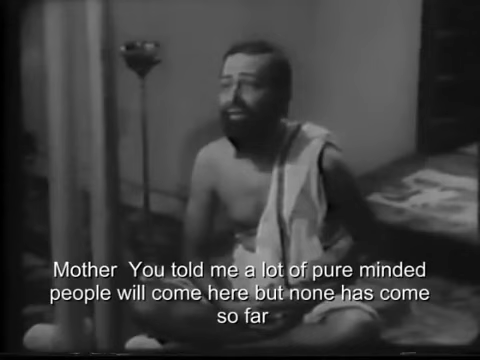 Mother You told me a lot of pure minded
people will come here but none has come
so far